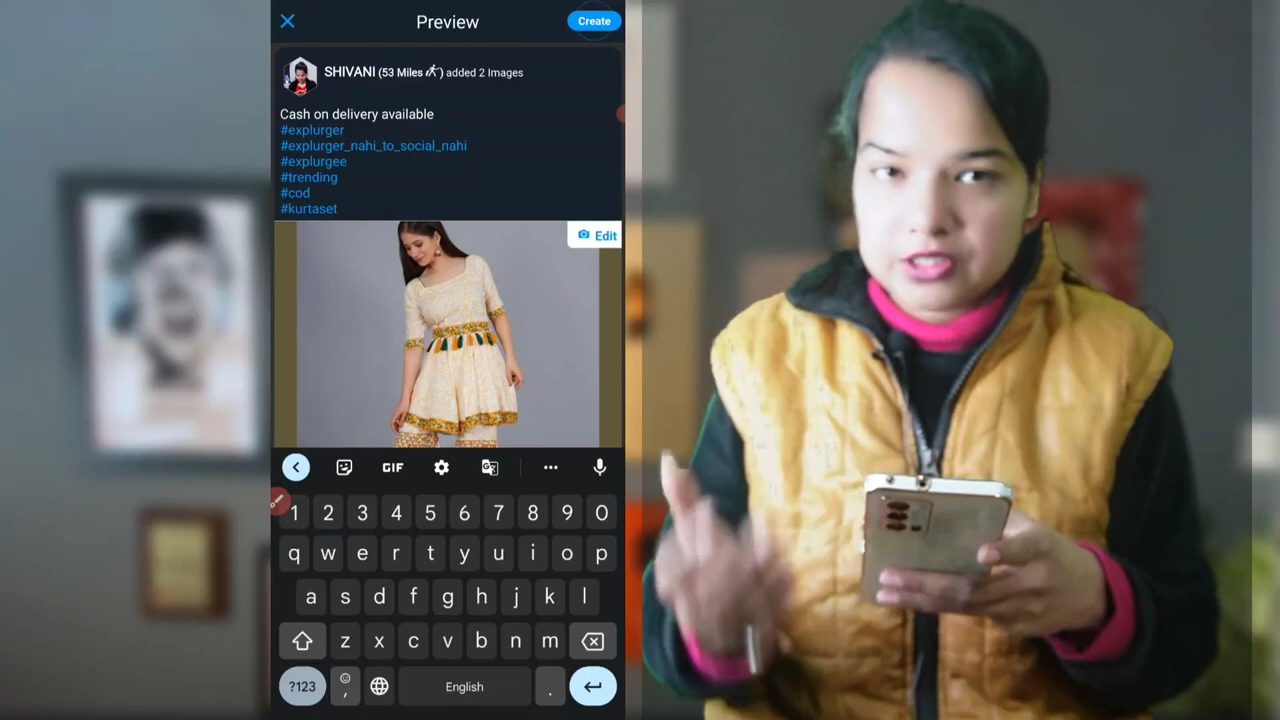 Preview
Create
SHIVANI (53 Miles) added 2 Images
Cash on delivery available
#explurger
#explurger_nahi_to_social_nahi
#explurgee
#trending
#cod
#kurtaset
Edit
GIF
1 2 3 4 5 6 7 8 9 0
q w e r t y u i o p
a s d f g h j k l
z x c v b n m
?123 , English .